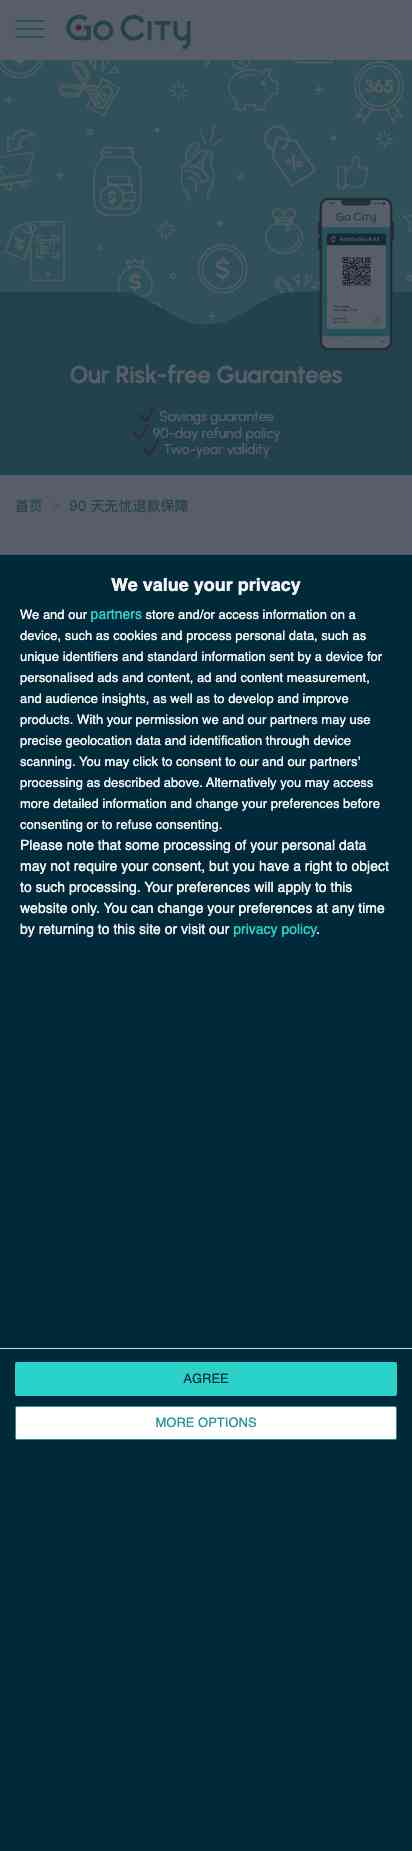 Go City
365
Go City
Our Risk-free Guarantees
Savings guarantee
90-day refund policy
Two-year validity
首页 > 90 天无忧退款保障
We value your privacy
We and our partners store and/or access information on a
device, such as cookies and process personal data, such as
unique identifiers and standard information sent by a device for
personalised ads and content, ad and content measurement,
and audience insights, as well as to develop and improve
products. With your permission we and our partners may use
precise geolocation data and identification through device
scanning. You may click to consent to our and our partners’
processing as described above. Alternatively you may access
more detailed information and change your preferences before
consenting or to refuse consenting.
Please note that some processing of your personal data
may not require your consent, but you have a right to object
to such processing. Your preferences will apply to this
website only. You can change your preferences at any time
by returning to this site or visit our privacy policy.
AGREE
MORE OPTIONS